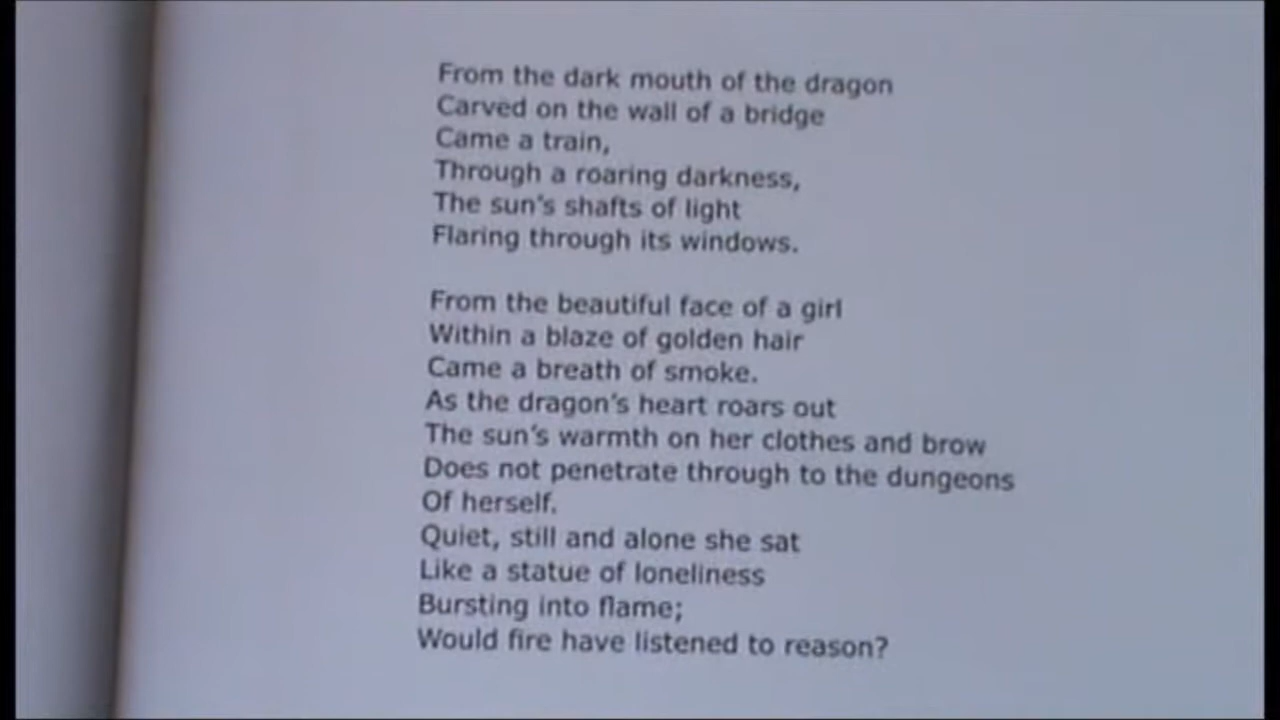 From the dark mouth of the dragon
Carved on the wall of a bridge
Came a train,
Through a roaring darkness,
The sun's shafts of light
Flaring through its windows.
From the beautiful face of a girl
Within a blaze of golden hair
Came a breath of smoke.
As the dragon's heart roars out
The sun's warmth on her clothes and brow
Does not penetrate through to the dungeons
Of herself.
Quiet, still and alone she sat
Like a statue of loneliness
Bursting into flame;
Would fire have listened to reason?